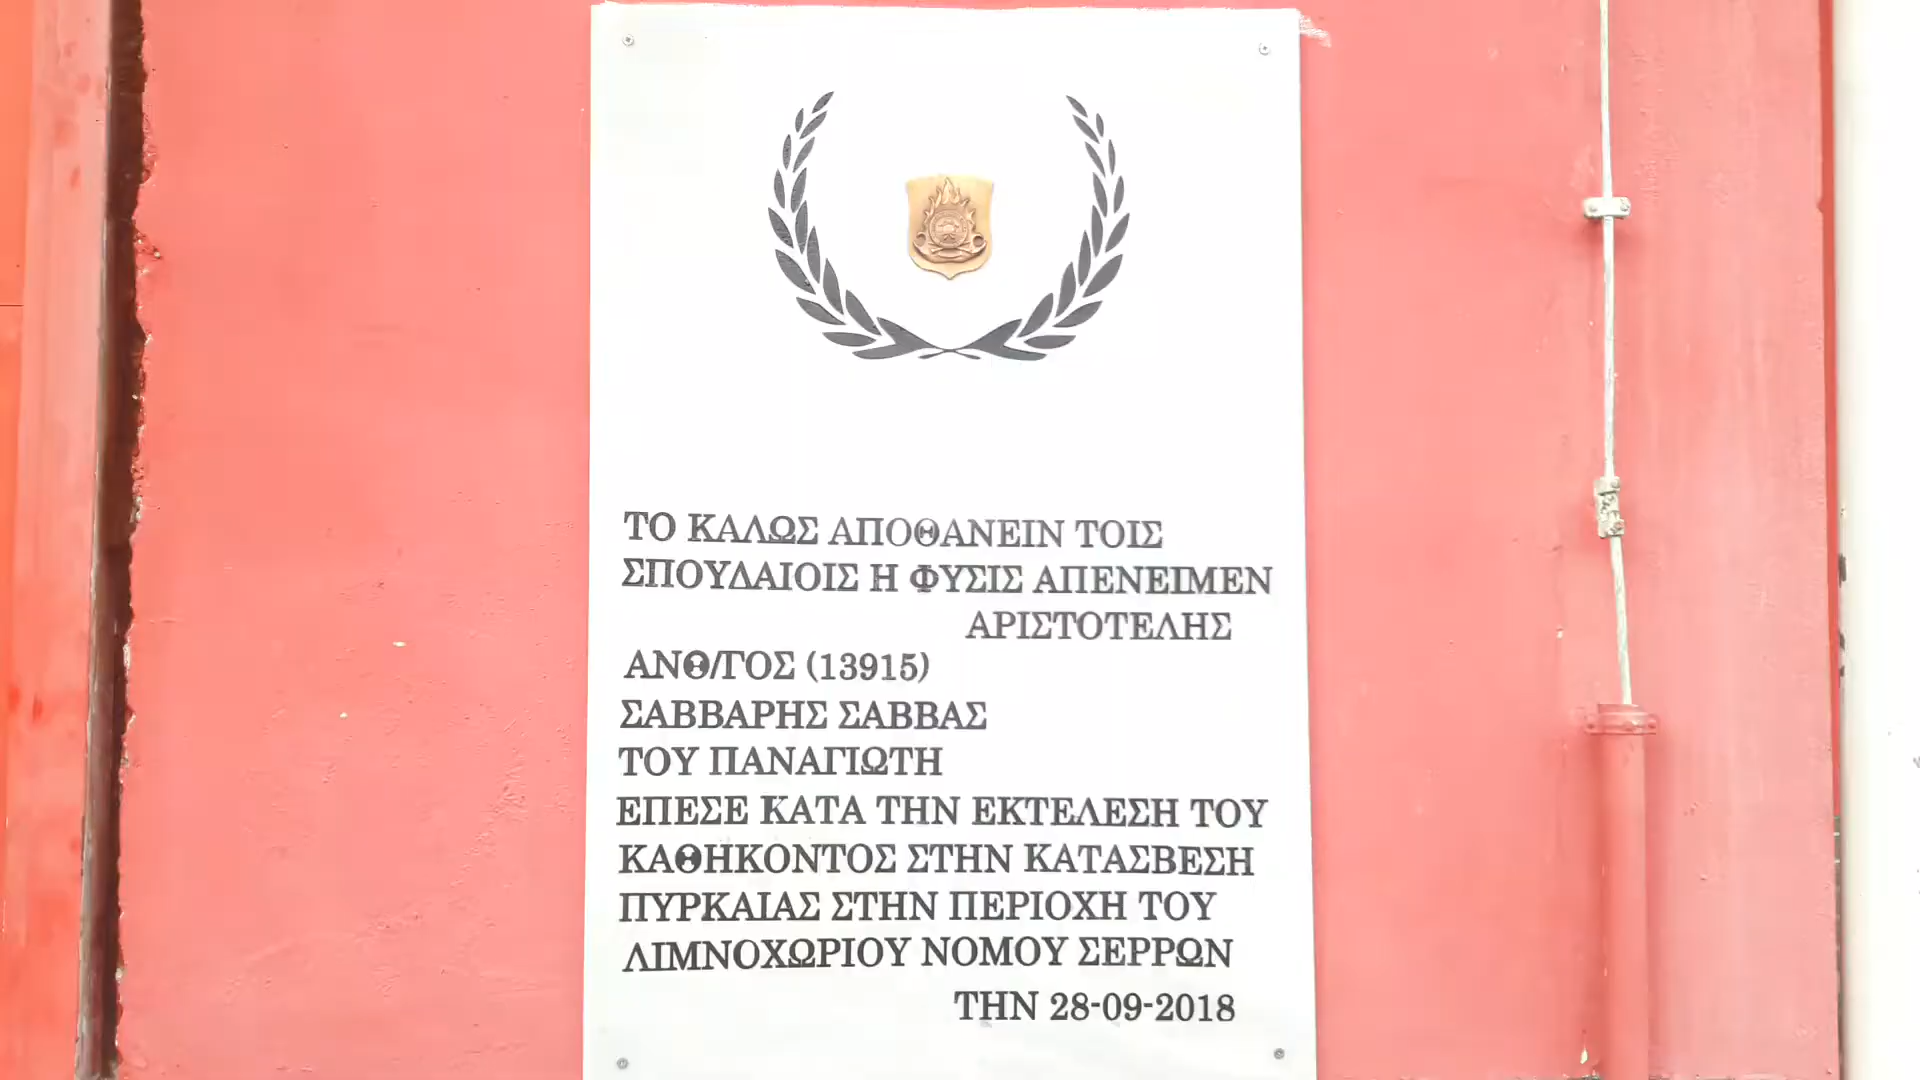 ΤΟ ΚΑΛΩΣ ΑΠΟΘΑΝΕΙΝ ΤΟΙΣ
ΣΠΟΥΔΑΙΟΙΣ Η ΦΥΣΙΣ ΑΠΕΝΕΙΜΕΝ
ΑΡΙΣΤΟΤΕΛΗΣ
ΑΝΘ/ΓΟΣ (13915)
ΣΑΒΒΑΡΗΣ ΣΑΒΒΑΣ
ΤΟΥ ΠΑΝΑΓΙΩΤΗ
ΕΠΕΣΕ ΚΑΤΑ ΤΗΝ ΕΚΤΕΛΕΣΗ ΤΟΥ
ΚΑΘΗΚΟΝΤΟΣ ΣΤΗΝ ΚΑΤΑΣΒΕΣΗ
ΠΥΡΚΑΙΑΣ ΣΤΗΝ ΠΕΡΙΟΧΗ ΤΟΥ
ΛΙΜΝΟΧΩΡΙΟΥ ΝΟΜΟΥ ΣΕΡΡΩΝ
ΤΗΝ 28-09-2018